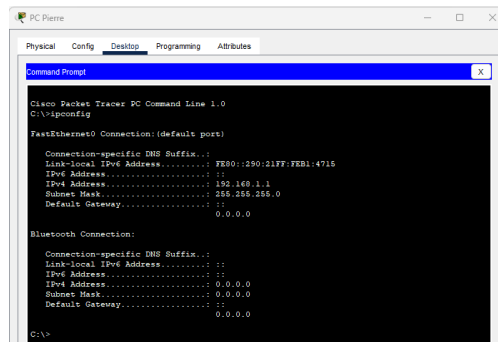 PC Pierre
Physical Config Desktop Programming Attributes
Command Prompt X
Cisco Packet Tracer PC Command Line 1.0
C:\>ipconfig
FastEthernet0 Connection:(default port)
Connection-specific DNS Suffix..:
Link-local IPv6 Address.........: FE80::290:21FF:FEB1:4715
IPv6 Address....................: ::
IPv4 Address....................: 192.168.1.1
Subnet Mask.....................: 255.255.255.0
Default Gateway.................: ::
0.0.0.0
Bluetooth Connection:
Connection-specific DNS Suffix..:
Link-local IPv6 Address.........: ::
IPv6 Address....................: ::
IPv4 Address....................: 0.0.0.0
Subnet Mask.....................: 0.0.0.0
Default Gateway.................: ::
0.0.0.0
C:\>